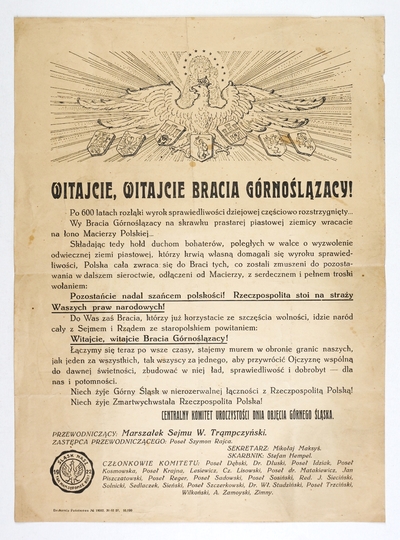 WITAJCIE, WITAJCIE BRACIA GÓRNOŚLĄZACY!
Po 600 latach rozłąki wyrok sprawiedliwości dziejowej częściowo rozstrzygnięty...
Wy Bracia Górnoślązacy na skrawku prastarej piastowej ziemicy wracacie
na łono Macierzy Polskiej...
Składając tedy hołd duchom bohaterów, poległych w walce o wyzwolenie
odwiecznej ziemi piastowej, którzy krwią własną domagali się wyroku sprawied-
liwości, Polska cała zwraca się do Braci tych, co zostali zmuszeni do pozosta-
wania w dalszem sieroctwie, odłączeni od Macierzy, z serdecznem i pełnem troski
wołaniem:
Pozostańcie nadal szańcem polskości! Rzeczpospolita stoi na straży
Waszych praw narodowych!
Do Was zaś Bracia, którzy już korzystacie ze szczęścia wolności, idzie naród
cały z Sejmem i Rządem ze staropolskiem powitaniem:
Witajcie, witajcie Bracia Górnoślązacy!
Łączymy się teraz po wsze czasy, stajemy murem w obronie granic naszych,
jak jeden za wszystkich, tak wszyscy za jednego, aby przywrócić Ojczyznę wspólną
do dawnej świetności, zbudować w niej ład, sprawiedliwość i dobrobyt — dla
nas i potomności.
Niech żyje Górny Śląsk w nierozerwalnej łączności z Rzeczpospolitą Polską!
Niech żyje Zmartwychwstała Rzeczpospolita Polska!
CENTRALNY KOMITET UROCZYSTOŚCI DNIA OBJĘCIA GÓRNEGO ŚLĄSKA.
PRZEWODNICZĄCY: Marszałek Sejmu W. Trąmpczyński.
ZASTĘPCA PRZEWODNICZĄCEGO: Poseł Szymon Rajca.
SEKRETARZ: Mikołaj Maksyś.
SKARBNIK: Stefan Hempel.
CZŁONKOWIE KOMITETU: Poseł Dębski, Dr. Dłuski, Poseł Idziak, Poseł
Kosmowska, Poseł Krajna, Lesiewicz, Cz. Lisowski, Poseł dr. Matakiewicz, Jan
Piszczatowski, Poseł Reger, Poseł Sadowski, Poseł Sosiński, Red. J. Sieciński,
Solnicki, Sedlaczek, Sieński, Poseł Szczerkowski, Dr. Wł. Studziński, Poseł Trzciński,
Wilkoński, A. Zamoyski, Zimny.